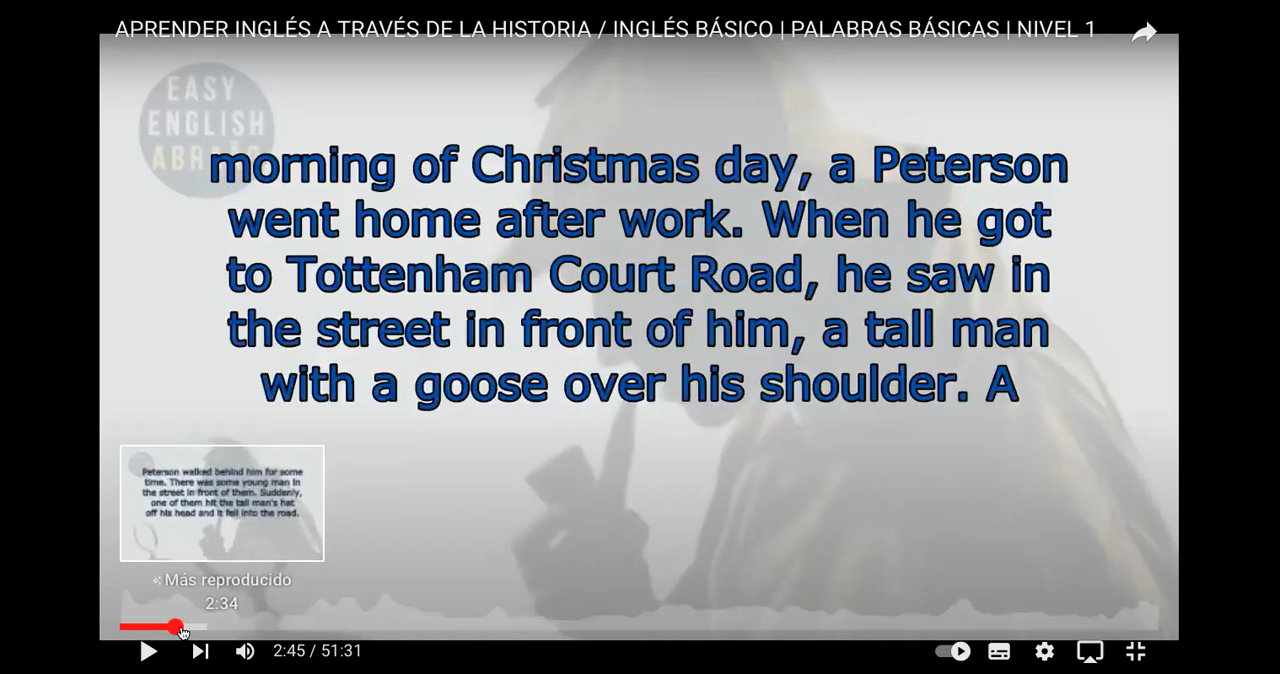 APRENDER INGLÉS A TRAVÉS DE LA HISTORIA / INGLÉS BÁSICO | PALABRAS BÁSICAS | NIVEL 1
EASY
ENGLISH
morning of Christmas day, a Peterson
went home after work. When he got
to Tottenham Court Road, he saw in
the street in front of him, a tall man
with a goose over his shoulder. A
Peterson walked behind him for some
time. There was some young man in
the street in front of them. Suddenly,
one of them hit the tall man's hat
off his head and it fell into the road.
Más reproducido
2:34
2:45 / 51:31